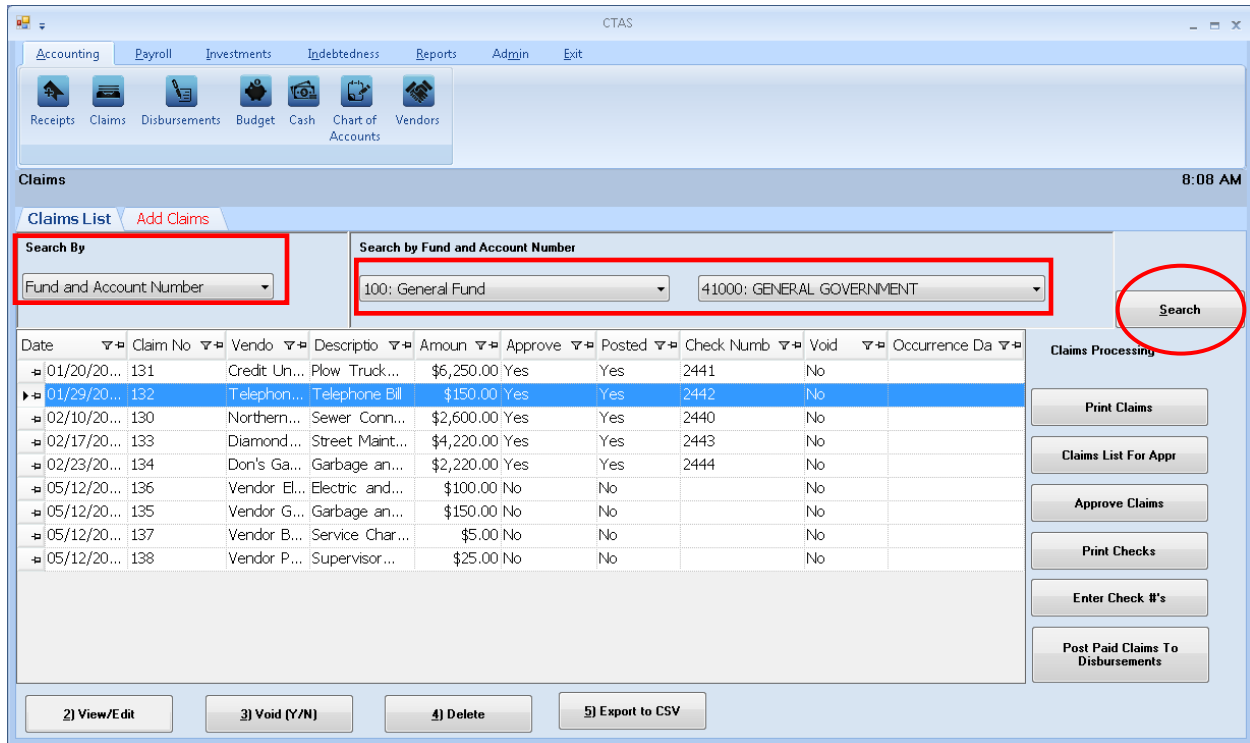 CTAS
Accounting Payroll Investments Indebtedness Reports Admin Exit
Receipts Claims Disbursements Budget Cash Chart of Accounts Vendors
Claims 8:08 AM
Claims List Add Claims
Search By Search by Fund and Account Number
Fund and Account Number 100: General Fund 41000: GENERAL GOVERNMENT Search
Date Claim No Vendo Descriptio Amoun Approve Posted Check Numb Void Occurrence Da Claims Processing
01/20/20... 131 Credit Un... Plow Truck... $6,250.00 Yes Yes 2441 No
01/29/20... 132 Telephon... Telephone Bill $150.00 Yes Yes 2442 No
Print Claims
02/10/20... 130 Northern... Sewer Conn... $2,600.00 Yes Yes 2440 No
02/17/20... 133 Diamond... Street Maint... $4,220.00 Yes Yes 2443 No
Claims List For Appr
02/23/20... 134 Don's Ga... Garbage an... $2,220.00 Yes Yes 2444 No
05/12/20... 136 Vendor El... Electric and... $100.00 No No No
Approve Claims
05/12/20... 135 Vendor G... Garbage an... $150.00 No No No
05/12/20... 137 Vendor B... Service Char... $5.00 No No No
Print Checks
05/12/20... 138 Vendor P... Supervisor... $25.00 No No No
Enter Check #'s
Post Paid Claims To
Disbursements
2) View/Edit 3) Void (Y/N) 4) Delete 5) Export to CSV